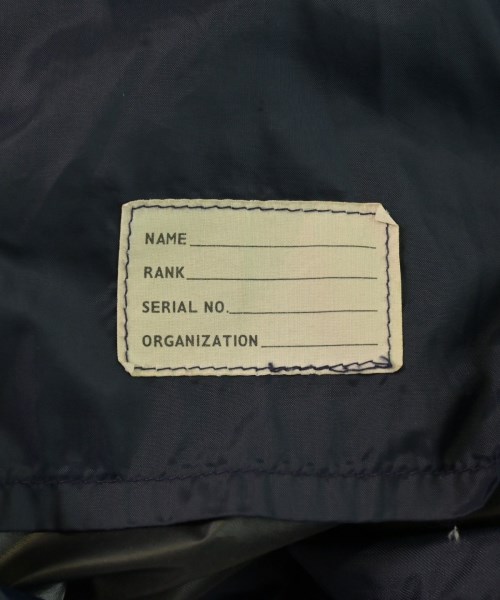 NAME
RANK
SERIAL NO.
ORGANIZATION